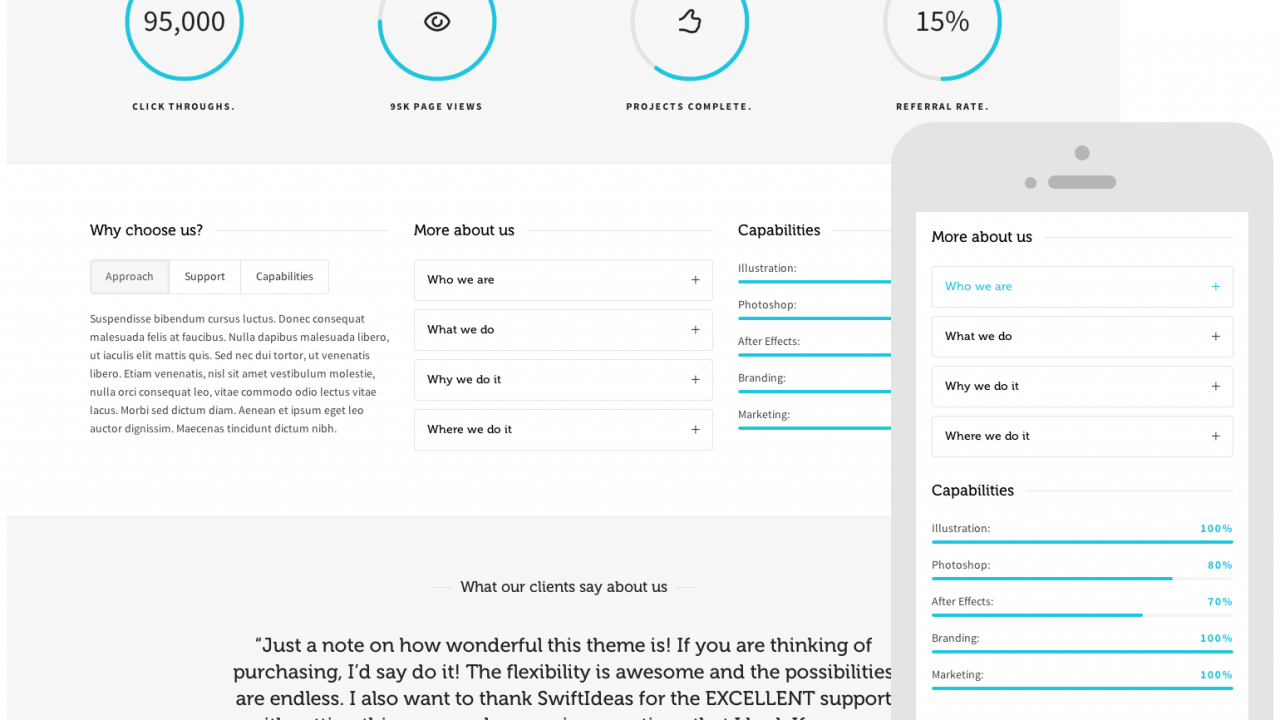 95,000
15%
CLICK THROUGHS.
95K PAGE VIEWS
PROJECTS COMPLETE.
REFERRAL RATE.
Why choose us?
Approach
Support
Capabilities
Suspendisse bibendum cursus luctus. Donec consequat
malesuada felis at faucibus. Nulla dapibus malesuada libero,
ut iaculis elit mattis quis. Sed nec dui tortor, ut venenatis
libero. Etiam venenatis, nisl sit amet vestibulum molestie,
nulla orci consequat leo, vitae commodo odio lectus vitae
lacus. Morbi sed dictum diam. Aenean et ipsum eget leo
auctor dignissim. Maecenas tincidunt dictum nibh.
More about us
Who we are
+
What we do
+
Why we do it
+
Where we do it
+
Capabilities
Illustration:
Photoshop:
After Effects:
Branding:
Marketing:
What our clients say about us
“Just a note on how wonderful this theme is! If you are thinking of
purchasing, I’d say do it! The flexibility is awesome and the possibilities
are endless. I also want to thank SwiftIdeas for the EXCELLENT support
More about us
Who we are
+
What we do
+
Why we do it
+
Where we do it
+
Capabilities
Illustration: 100%
Photoshop: 80%
After Effects: 70%
Branding: 100%
Marketing: 100%